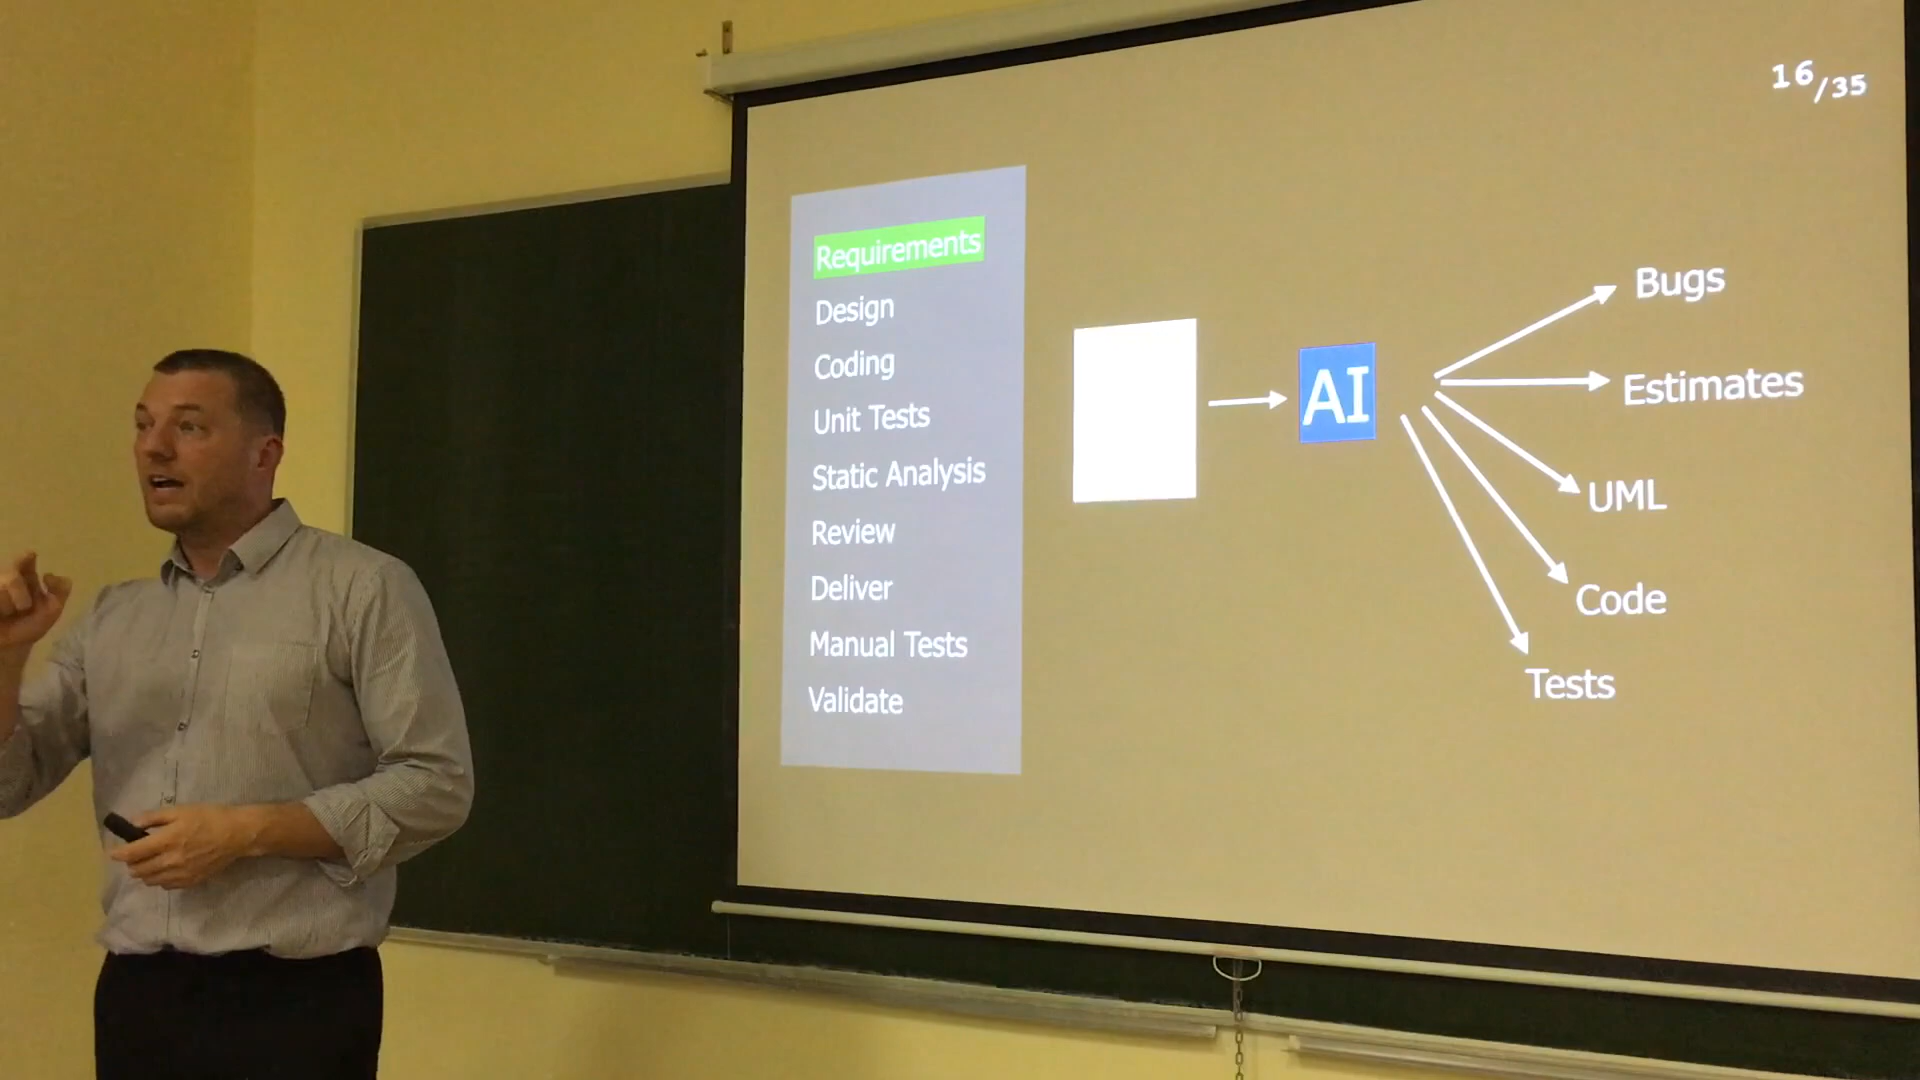 16/35
Requirements
Design
Coding
Unit Tests
Static Analysis
Review
Deliver
Manual Tests
Validate
AI
Bugs
Estimates
UML
Code
Tests